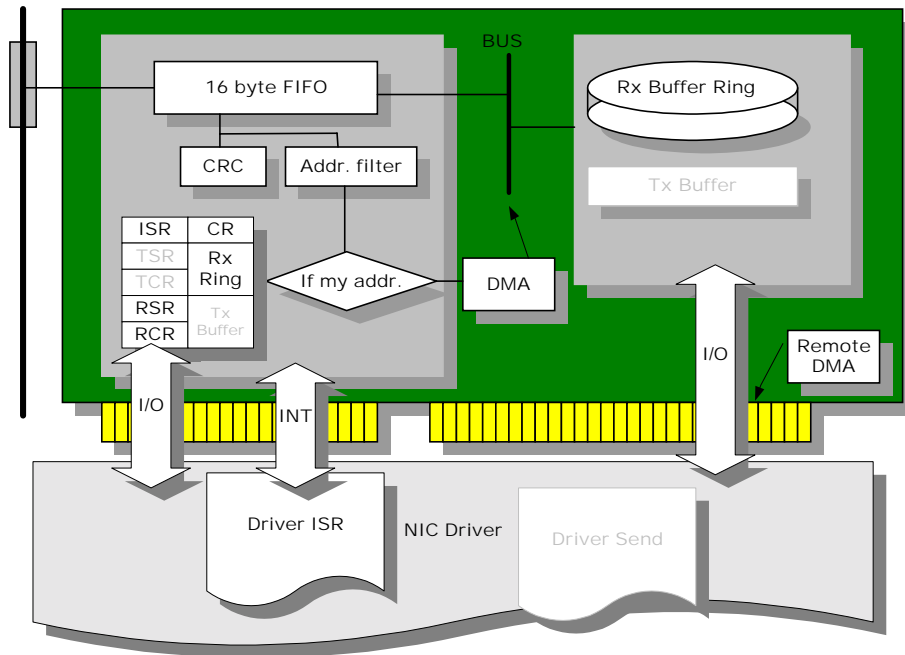 BUS
16 byte FIFO
Rx Buffer Ring
CRC
Addr. filter
Tx Buffer
ISR
CR
TSR
Rx
Ring
TCR
RSR
Tx
Buffer
RCR
If my addr.
DMA
I/O
INT
I/O
Remote
DMA
Driver ISR
NIC Driver
Driver Send